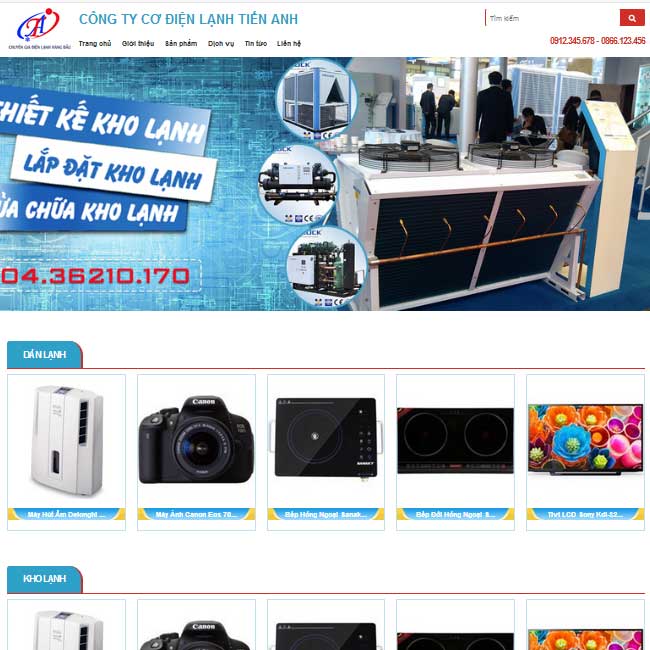 CÔNG TY CƠ ĐIỆN LẠNH TIẾN ANH
CHUYÊN GIA ĐIỆN LẠNH HÀNG ĐẦU
Trang chủ Giới thiệu Sản phẩm Dịch vụ Tin tức Liên hệ
Tìm kiếm
0912.345.678 - 0866.123.456
THIẾT KẾ KHO LẠNH
LẮP ĐẶT KHO LẠNH
ỬA CHỮA KHO LẠNH
04.36210.170
DÀN LẠNH
Canon
SANAKY
Máy Hút Ẩm Delonghi ...
Máy Ảnh Canon Eos 70...
Bếp Hồng Ngoại Sanak...
Bếp Đôi Hồng Ngoại S...
Tivi LCD Sony Kdl-32...
KHO LẠNH
Canon